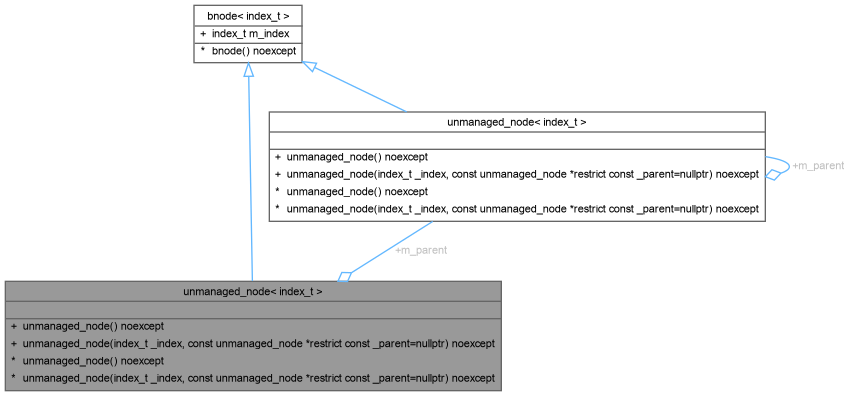 bnode< index_t >
+ index_t m_index
* bnode() noexcept
unmanaged_node< index_t >
+ unmanaged_node() noexcept
+ unmanaged_node(index_t _index, const unmanaged_node *restrict const _parent=nullptr) noexcept
* unmanaged_node() noexcept
* unmanaged_node(index_t _index, const unmanaged_node *restrict const _parent=nullptr) noexcept
+m_parent
+m_parent
unmanaged_node< index_t >
+ unmanaged_node() noexcept
+ unmanaged_node(index_t _index, const unmanaged_node *restrict const _parent=nullptr) noexcept
* unmanaged_node() noexcept
* unmanaged_node(index_t _index, const unmanaged_node *restrict const _parent=nullptr) noexcept